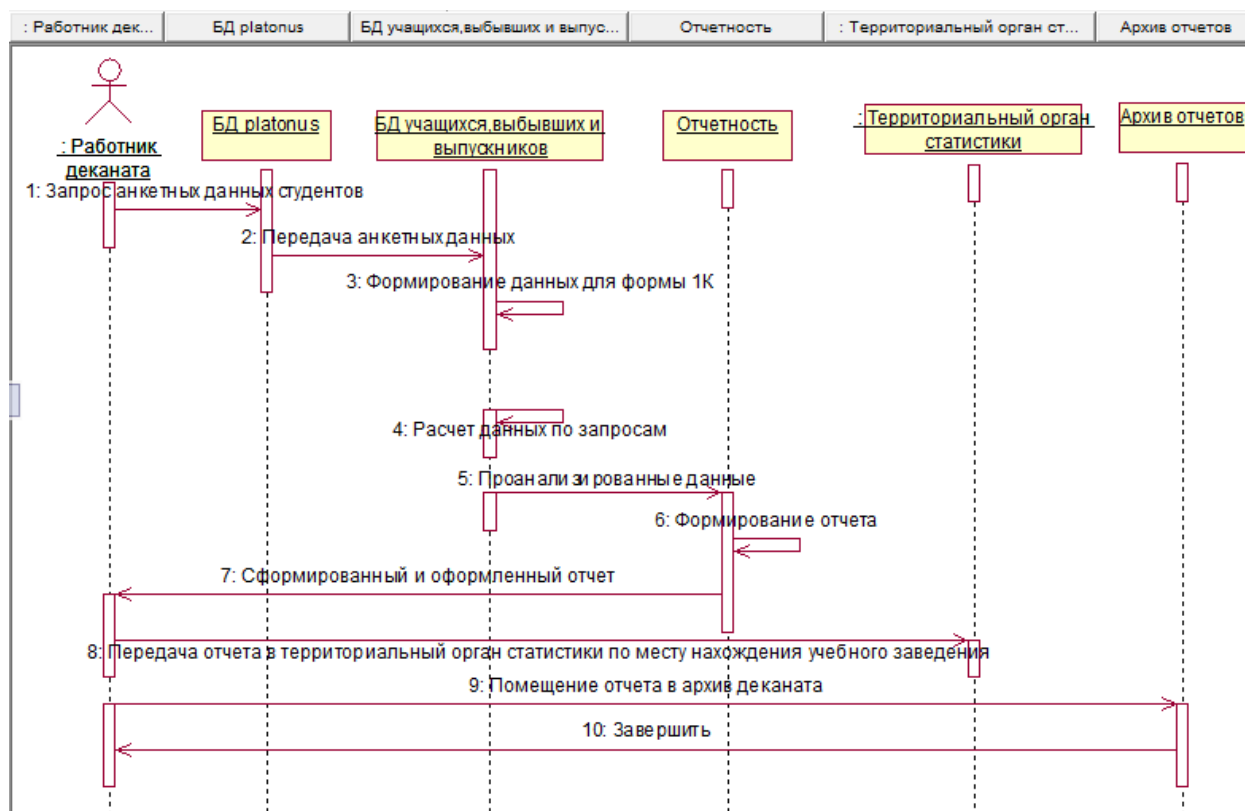 : Работник дек...
БД platonus
БД учащихся,выбывших и выпус...
Отчетность
: Территориальный орган ст...
Архив отчетов
: Работник
деканата
БД platonus
БД учащихся,выбывших и
выпускников
Отчетность
: Территориальный орган
статистики
Архив отчетов
1: Запрос анкетных данных студентов
2: Передача анкетных данных
3: Формирование данных для формы 1К
4: Расчет данных по запросам
5: Проанализированные данные
6: Формирование отчета
7: Сформированный и оформленный отчет
8: Передача отчета в территориальный орган статистики по месту нахождения учебного заведения
9: Помещение отчета в архив деканата
10: Завершить